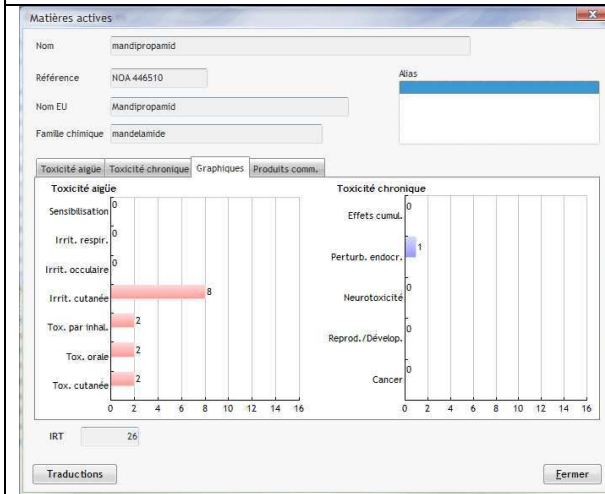 Matières actives
Nom mandipropamid
Référence NOA 446510
Alias
Nom EU Mandipropamid
Famille chimique mandelamide
Toxicité aigüe Toxicité chronique Graphiques Produits comm.
Toxicité aigüe
Sensibilisation 0
Irrit. respir. 0
Irrit. occulaire 0
Irrit. cutanée 8
Tox. par inhal. 2
Tox. orale 2
Tox. cutanée 2
0 2 4 6 8 10 12 14 16
Toxicité chronique
Effets cumul. 0
Perturb. endocr. 1
Neurotoxicité 0
Reprod./Dévelop. 0
Cancer 0
0 2 4 6 8 10 12 14 16
IRT 26
Traductions
Fermer